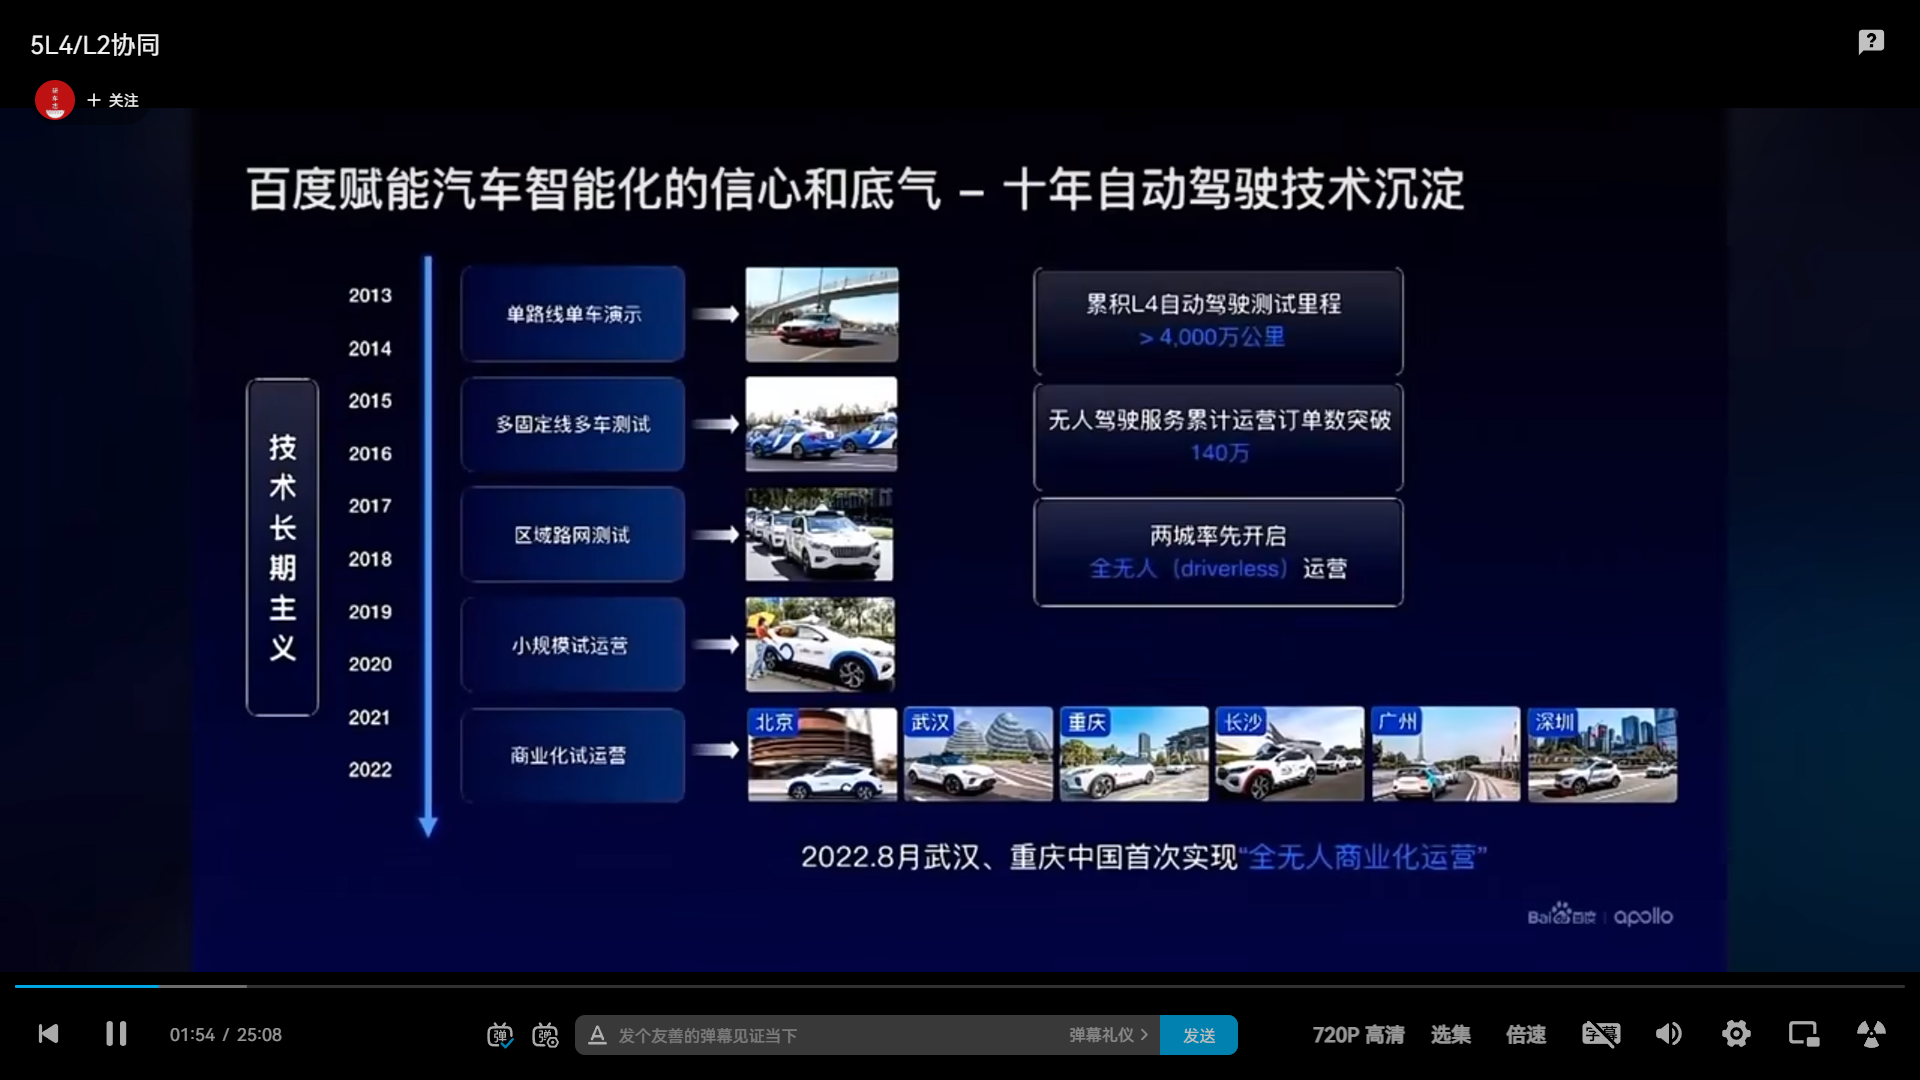 5L4/L2协同
关注
百度赋能汽车智能化的信心和底气 – 十年自动驾驶技术沉淀
技术长期主义
2013
2014
2015
2016
2017
2018
2019
2020
2021
2022
单路线单车演示
多固定线多车测试
区域路网测试
小规模试运营
商业化试运营
累积L4自动驾驶测试里程
> 4,000万公里
无人驾驶服务累计运营订单数突破
140万
两城率先开启
全无人（driverless）运营
北京
武汉
重庆
长沙
广州
深圳
2022.8月武汉、重庆中国首次实现“全无人商业化运营”
Bai百度 | apollo
01:54 / 25:08
弹
弹
A 发个友善的弹幕见证当下
弹幕礼仪 >
发送
720P 高清
选集
倍速
字幕